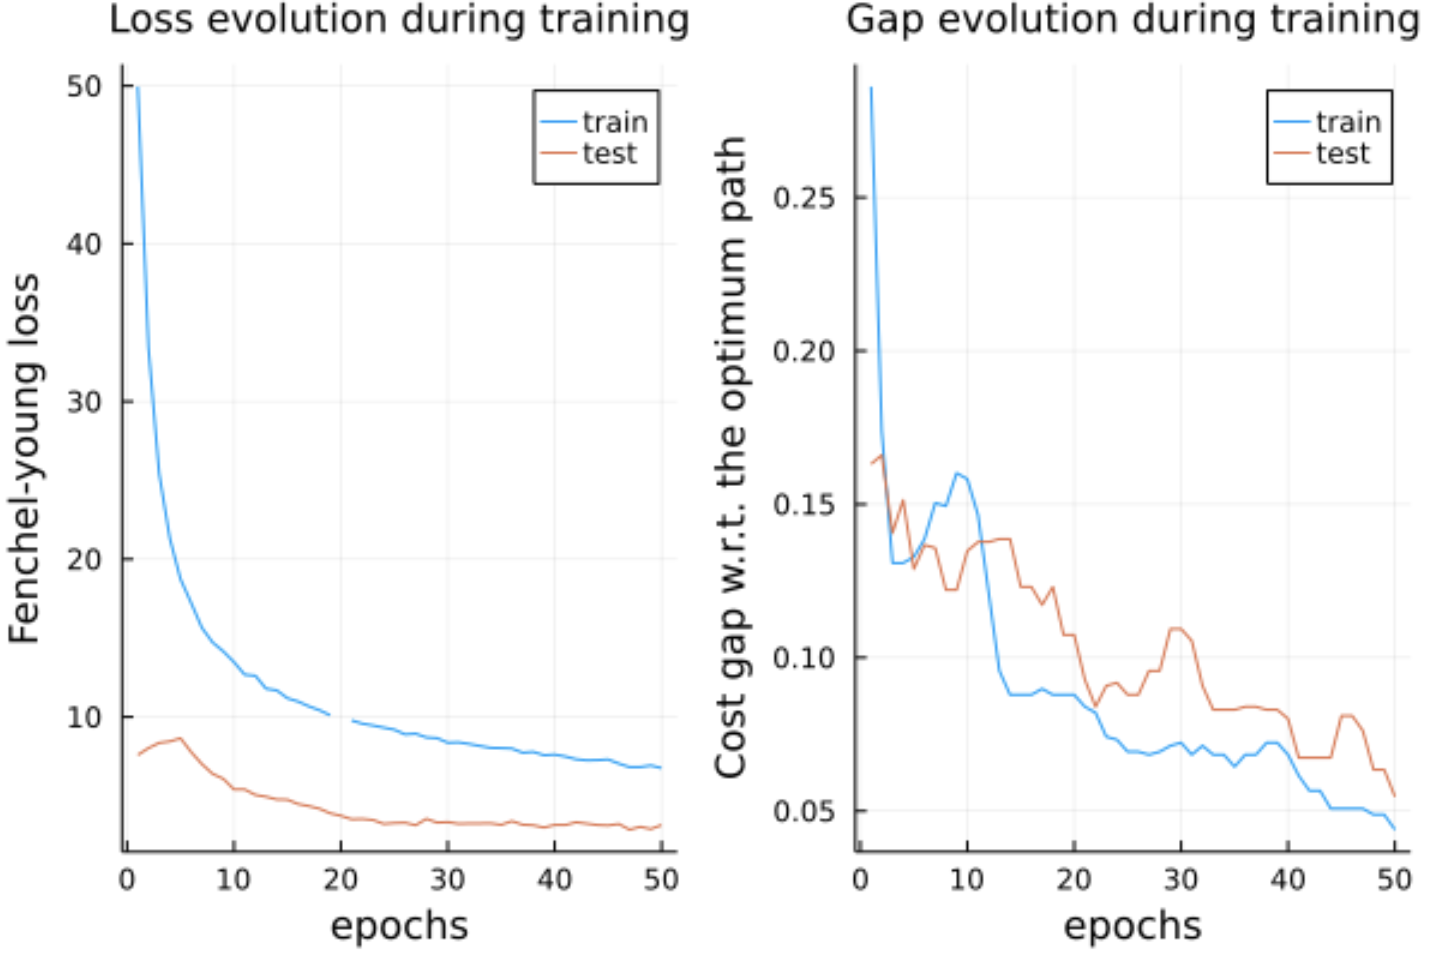 Loss evolution during training
Fenchel-young loss
50
40
30
20
10
0
10
20
30
40
50
epochs
train
test
Gap evolution during training
Cost gap w.r.t. the optimum path
0.25
0.20
0.15
0.10
0.05
0
10
20
30
40
50
epochs
train
test